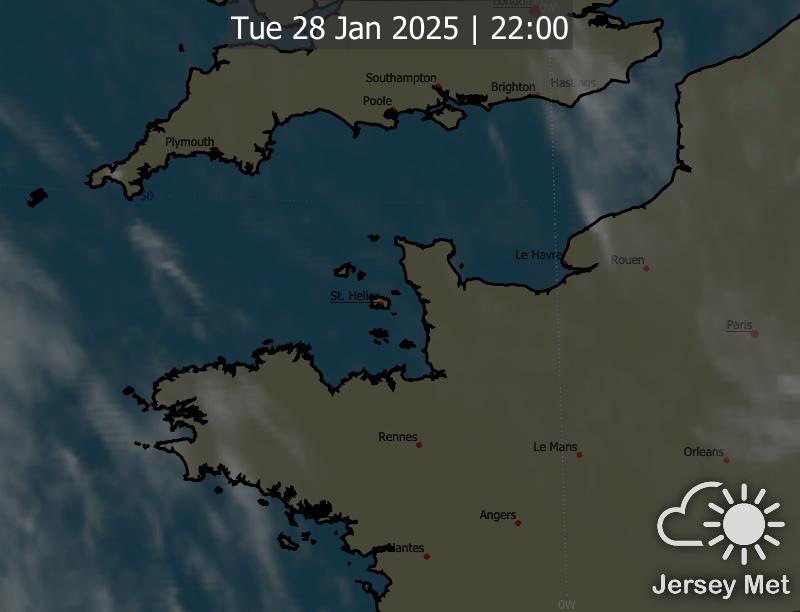 London
0W
Tue 28 Jan 2025 | 22:00
Southampton
Brighton
Hastings
Poole
Plymouth
50
Le Havre
Rouen
St. Helier
Paris
Rennes
Le Mans
Orleans
Angers
Nantes
Jersey Met
0W